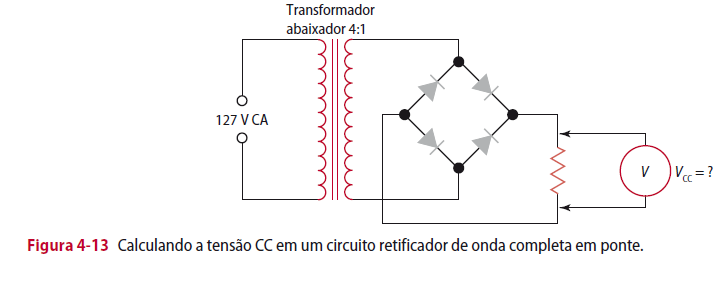 Transformador
abaixador 4:1
127 V CA
V
VCC = ?
Figura 4-13 Calculando a tensão CC em um circuito retificador de onda completa em ponte.